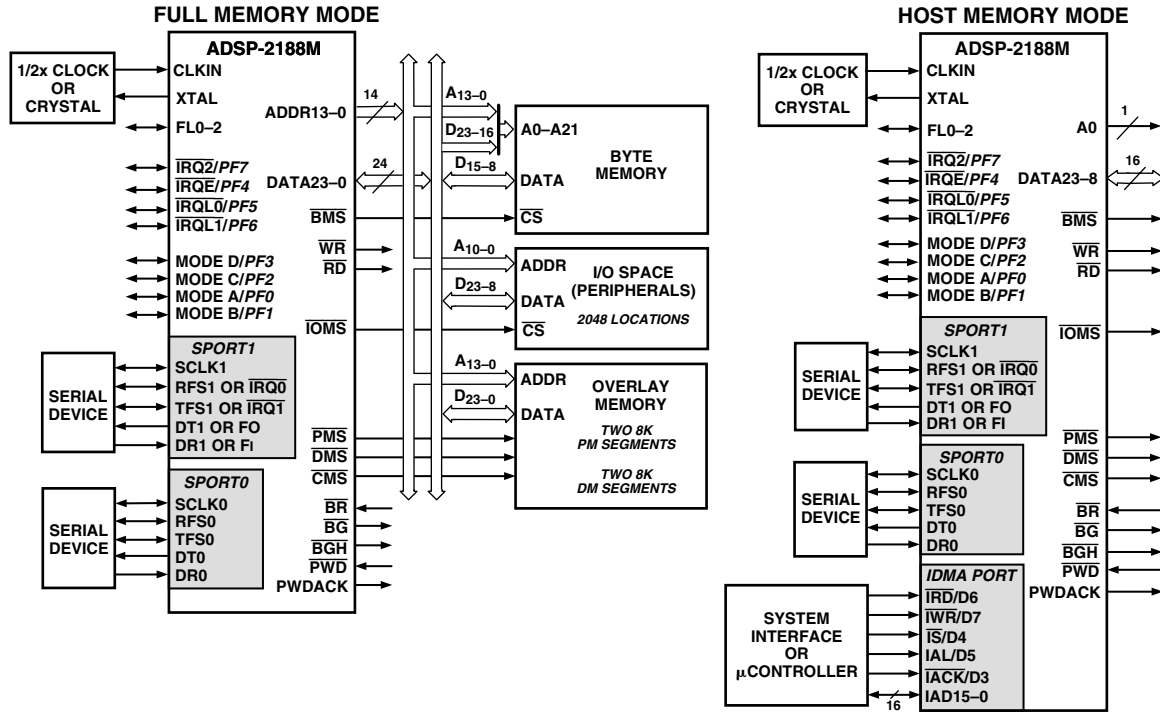 FULL MEMORY MODE
ADSP-2188M
1/2x CLOCK
OR
CRYSTAL
CLKIN
XTAL
FL0–2
IRQ2/PF7
IRQE/PF4
IRQL0/PF5
IRQL1/PF6
MODE D/PF3
MODE C/PF2
MODE A/PF0
MODE B/PF1
SERIAL
DEVICE
SPORT1
SCLK1
RFS1 OR IRQ0
TFS1 OR IRQ1
DT1 OR FO
DR1 OR FI
SERIAL
DEVICE
SPORT0
SCLK0
RFS0
TFS0
DT0
DR0
ADDR13–0
14
DATA23–0
24
BMS
WR
RD
IOMS
PMS
DMS
CMS
BR
BG
BGH
PWD
PWDACK
A13–0
D23–16
D15–8
A0–A21
DATA
CS
BYTE
MEMORY
A10–0
D23–8
ADDR
DATA
CS
I/O SPACE
(PERIPHERALS)
2048 LOCATIONS
A13–0
D23–0
ADDR
DATA
OVERLAY
MEMORY
TWO 8K
PM SEGMENTS
TWO 8K
DM SEGMENTS
HOST MEMORY MODE
ADSP-2188M
1/2x CLOCK
OR
CRYSTAL
CLKIN
XTAL
FL0–2
IRQ2/PF7
IRQE/PF4
IRQL0/PF5
IRQL1/PF6
MODE D/PF3
MODE C/PF2
MODE A/PF0
MODE B/PF1
SERIAL
DEVICE
SPORT1
SCLK1
RFS1 OR IRQ0
TFS1 OR IRQ1
DT1 OR FO
DR1 OR FI
SERIAL
DEVICE
SPORT0
SCLK0
RFS0
TFS0
DT0
DR0
SYSTEM
INTERFACE
OR
μCONTROLLER
IDMA PORT
IRD/D6
IWR/D7
IS/D4
IAL/D5
IACK/D3
IAD15–0
16
A0
1
DATA23–8
16
BMS
WR
RD
IOMS
PMS
DMS
CMS
BR
BG
BGH
PWD
PWDACK